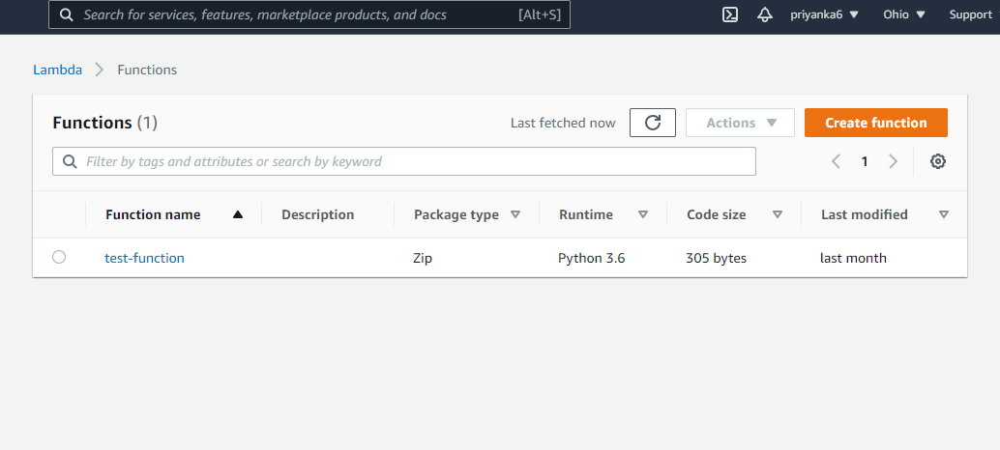 Search for services, features, marketplace products, and docs [Alt+S] priyanka6 Ohio Support
Lambda Functions
Functions (1) Last fetched now Actions Create function
Filter by tags and attributes or search by keyword 1
Function name Description Package type Runtime Code size Last modified
test-function Zip Python 3.6 305 bytes last month